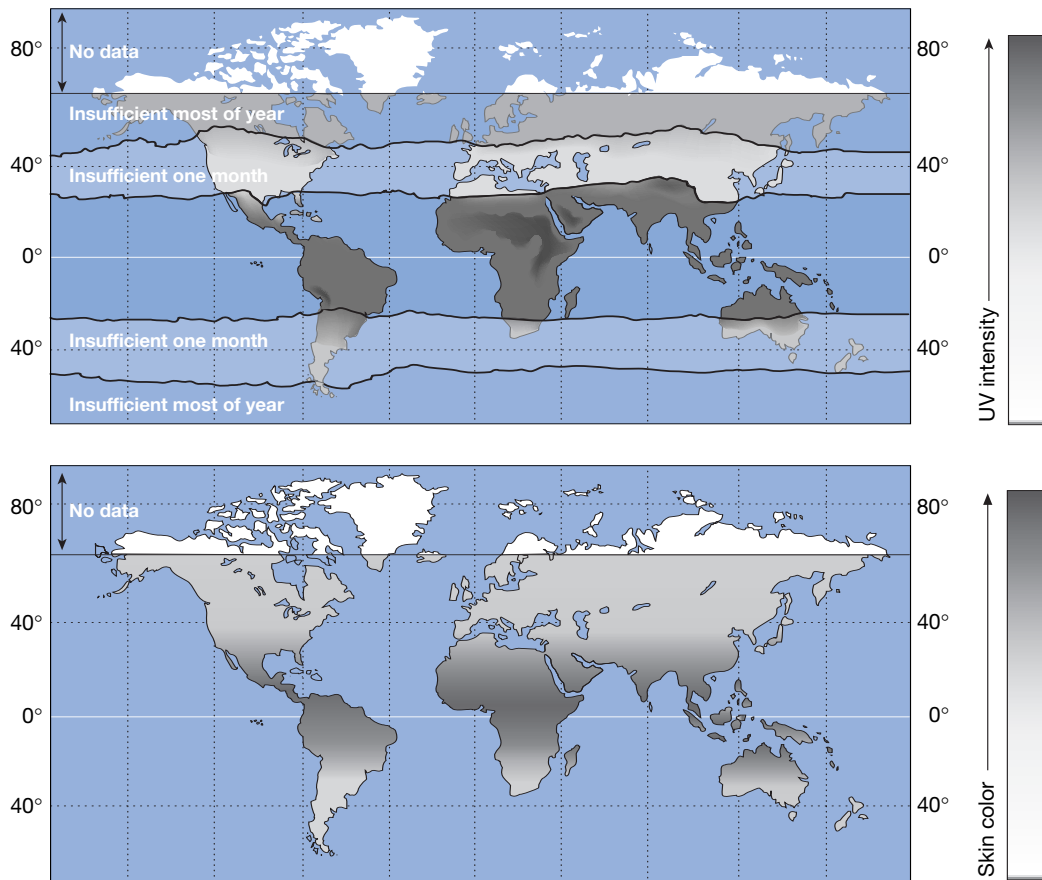 80°
No data
80°
Insufficient most of year
40°
Insufficient one month
40°
0°
0°
Insufficient one month
40°
40°
Insufficient most of year
UV intensity
80°
No data
80°
40°
40°
0°
0°
40°
40°
Skin color